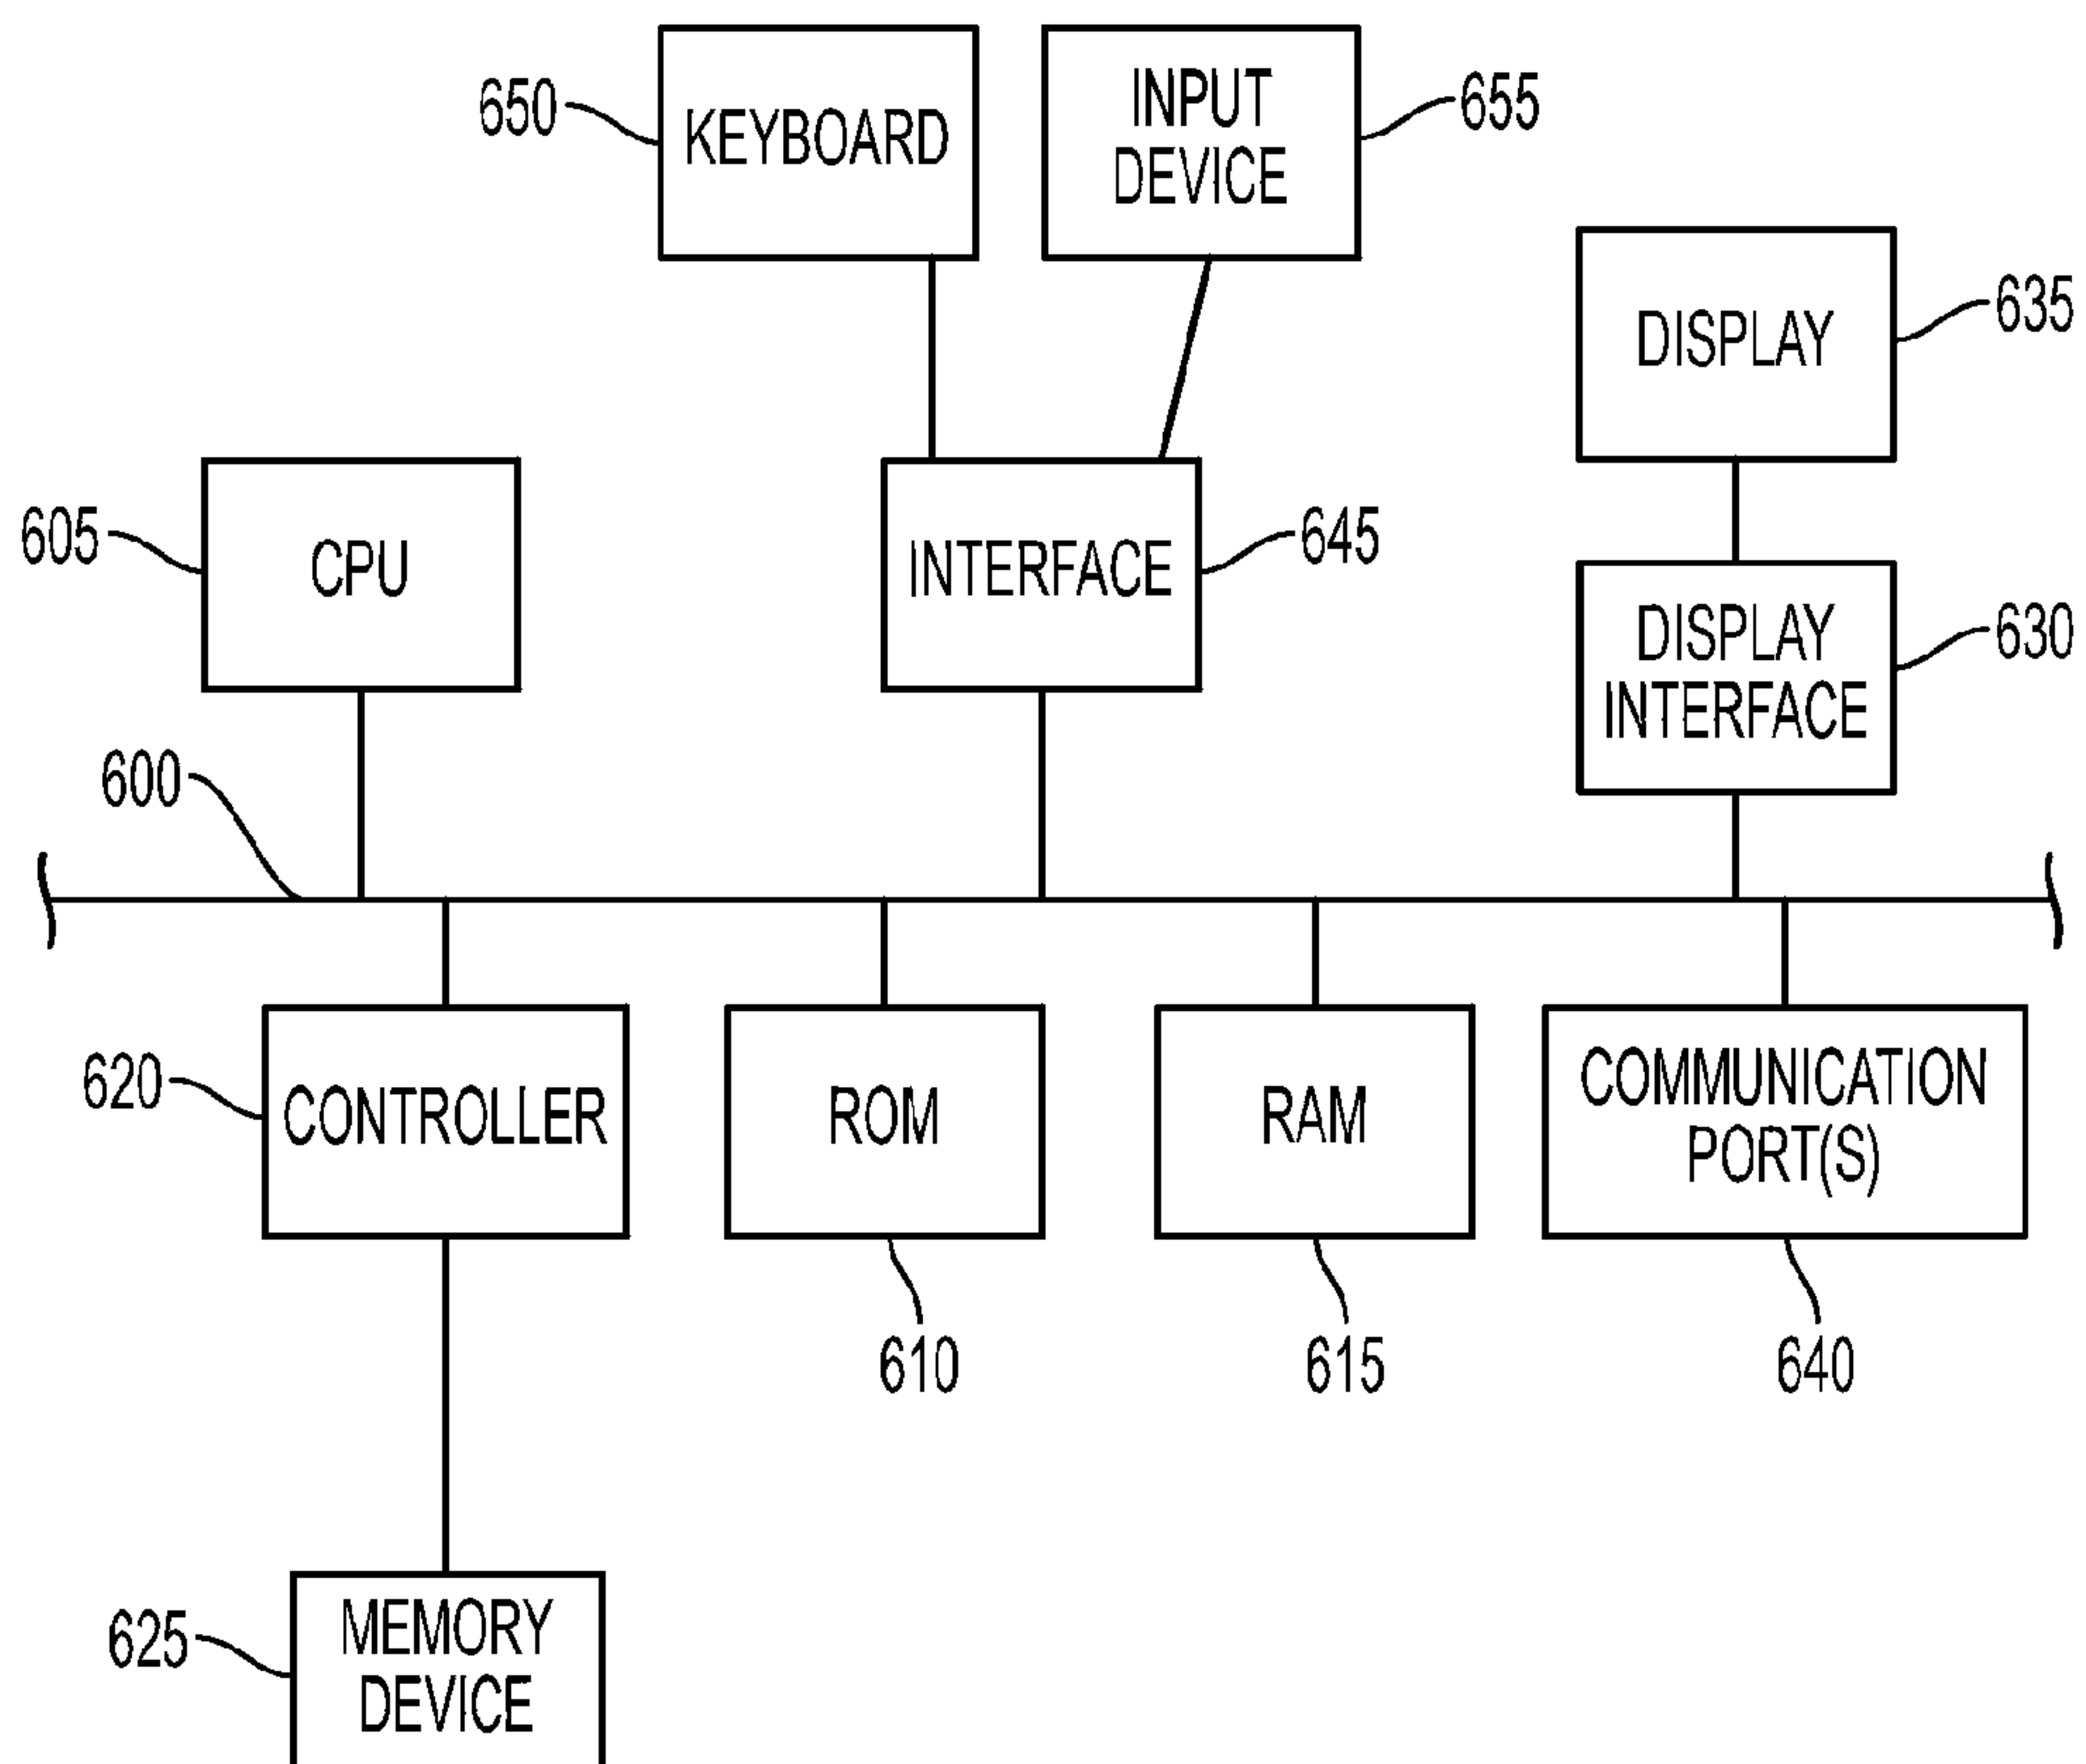 650
KEYBOARD
INPUT
DEVICE
655
DISPLAY
635
605
CPU
INTERFACE
645
DISPLAY
INTERFACE
630
600
620
CONTROLLER
ROM
RAM
COMMUNICATION
PORT(S)
610
615
640
625
MEMORY
DEVICE